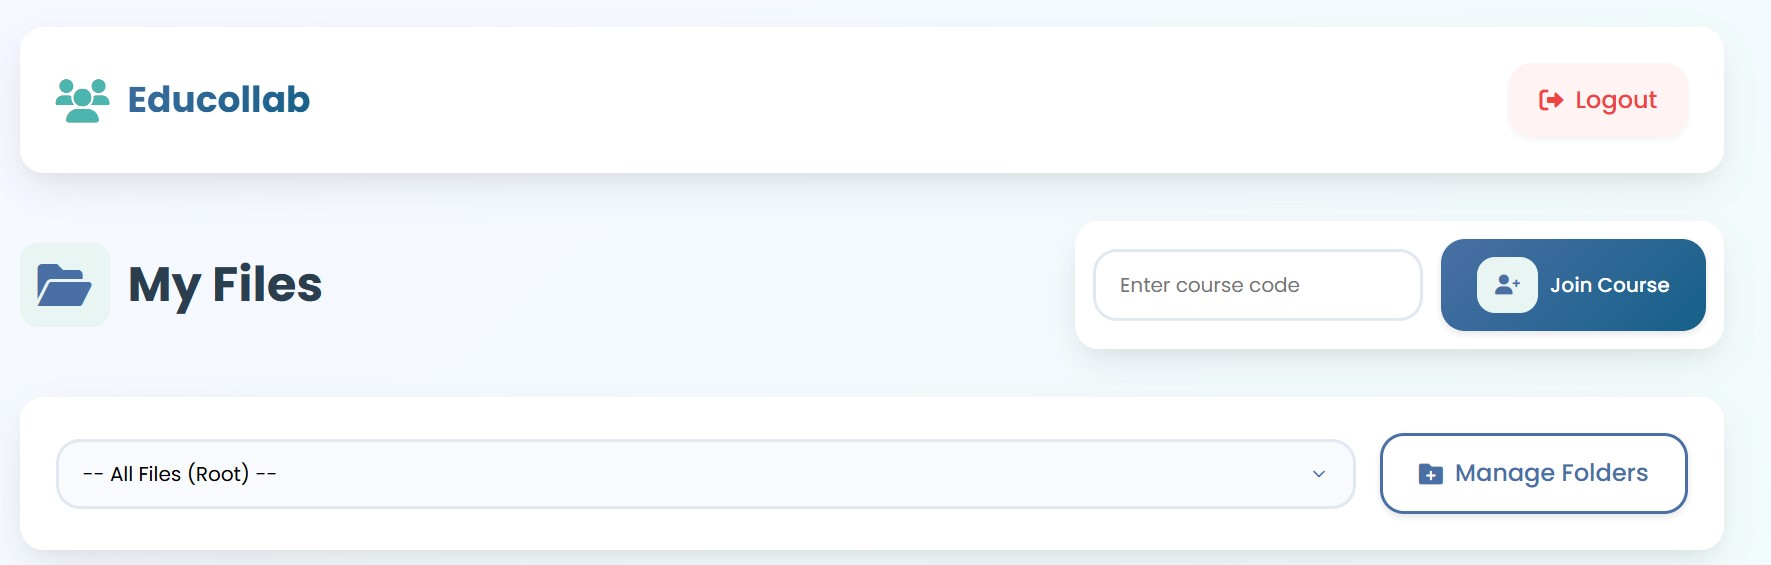 Educollab
Logout
My Files
Enter course code
Join Course
-- All Files (Root) --
Manage Folders